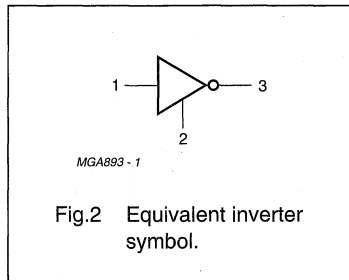 1
3
2
MGA893 - 1
Fig.2 Equivalent inverter
symbol.